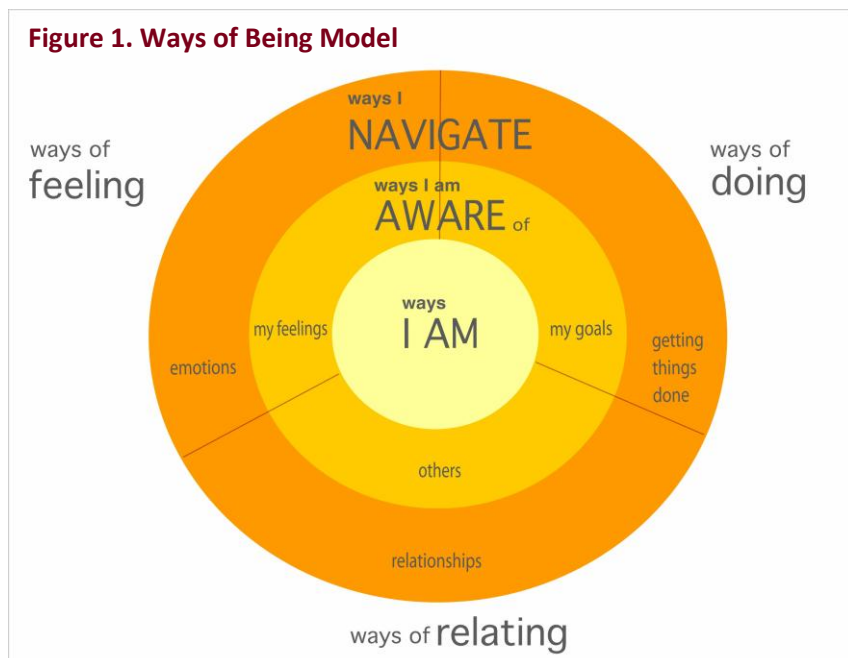 Figure 1. Ways of Being Model
ways I
NAVIGATE
ways of
feeling
ways of
doing
ways I am
AWARE of
ways
I AM
my feelings
my goals
emotions
getting
things
done
others
relationships
ways of relating